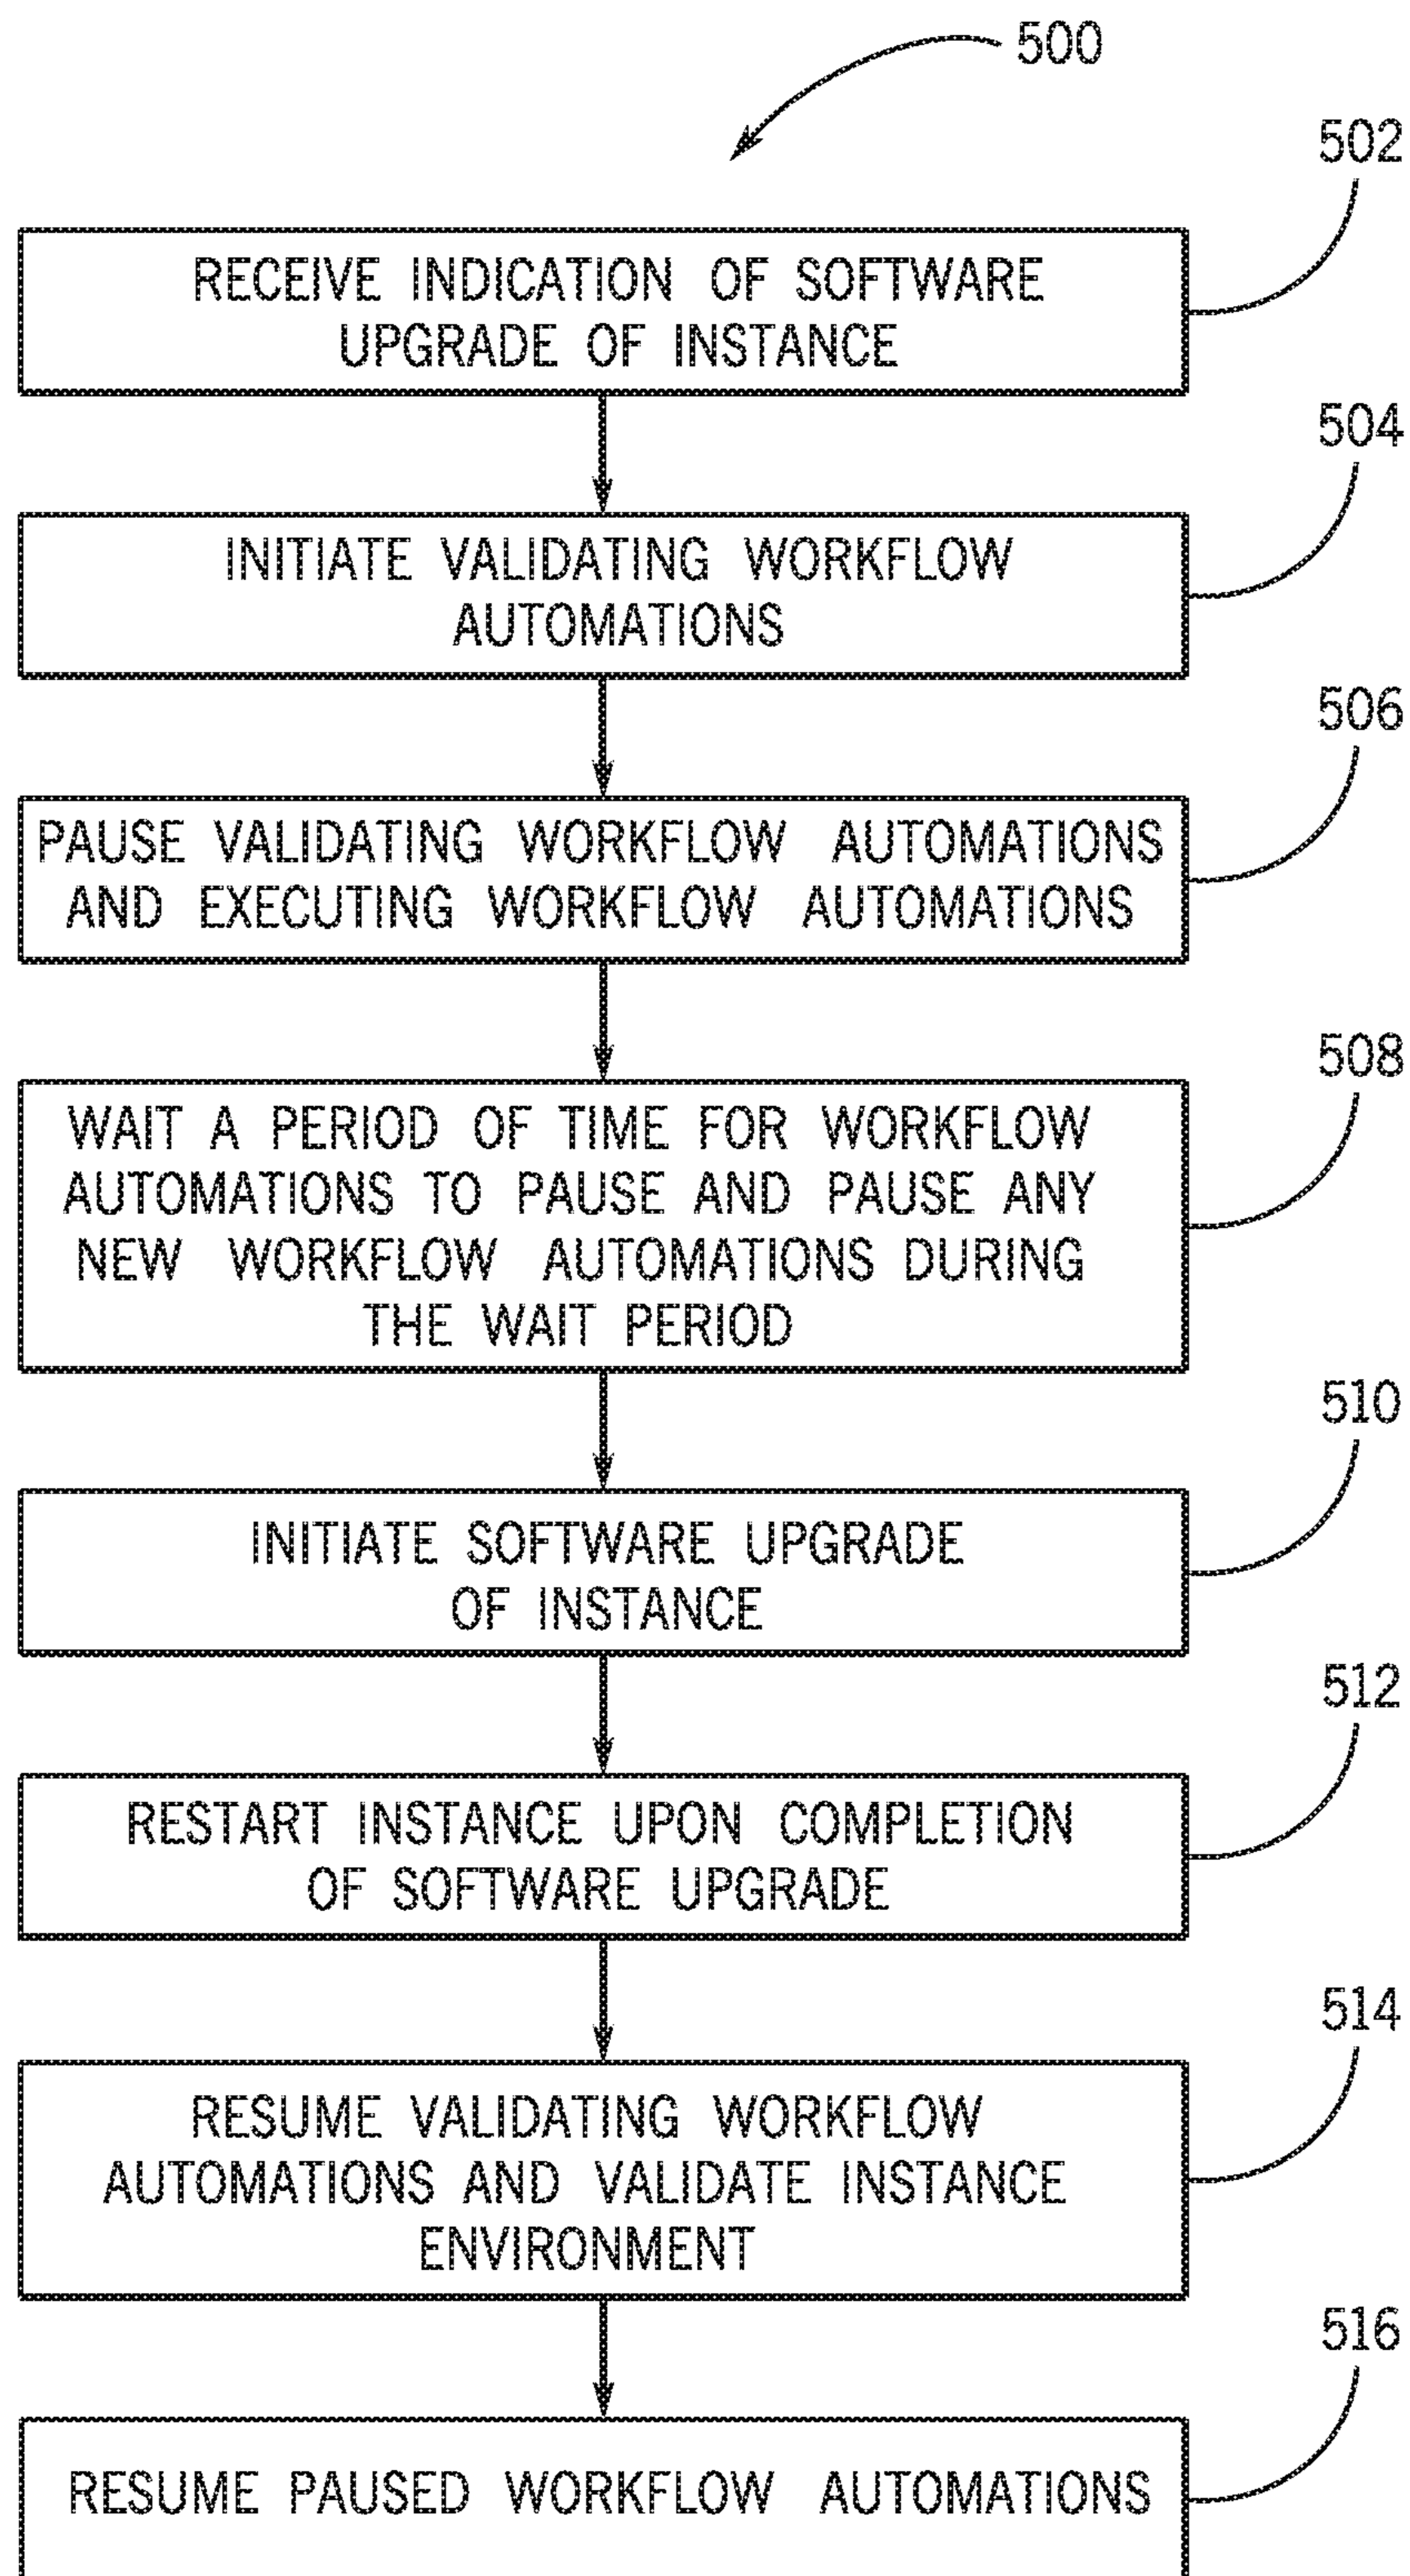 500
502
RECEIVE INDICATION OF SOFTWARE
UPGRADE OF INSTANCE
504
INITIATE VALIDATING WORKFLOW
AUTOMATIONS
506
PAUSE VALIDATING WORKFLOW AUTOMATIONS
AND EXECUTING WORKFLOW AUTOMATIONS
508
WAIT A PERIOD OF TIME FOR WORKFLOW
AUTOMATIONS TO PAUSE AND PAUSE ANY
NEW WORKFLOW AUTOMATIONS DURING
THE WAIT PERIOD
510
INITIATE SOFTWARE UPGRADE
OF INSTANCE
512
RESTART INSTANCE UPON COMPLETION
OF SOFTWARE UPGRADE
514
RESUME VALIDATING WORKFLOW
AUTOMATIONS AND VALIDATE INSTANCE
ENVIRONMENT
516
RESUME PAUSED WORKFLOW AUTOMATIONS